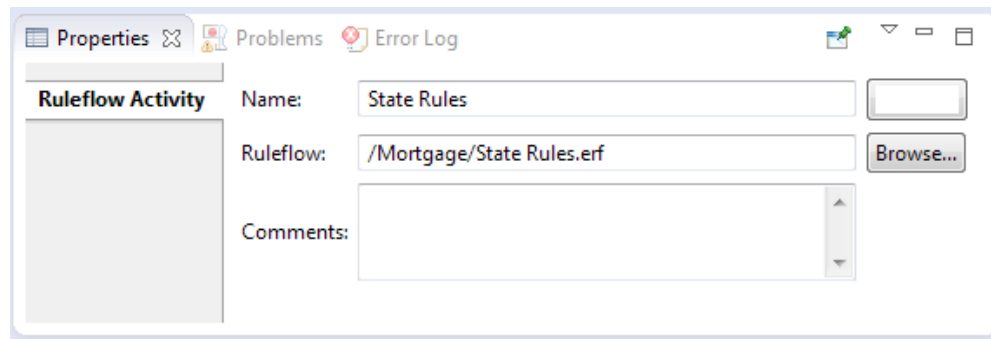 Properties Problems Error Log
Ruleflow Activity Name: State Rules
Ruleflow: /Mortgage/State Rules.erf Browse...
Comments: